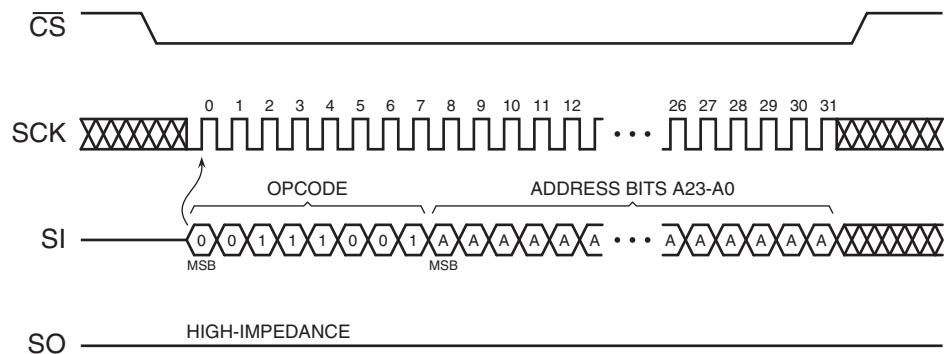 CS
0 1 2 3 4 5 6 7 8 9 10 11 12 26 27 28 29 30 31
SCK
OPCODE ADDRESS BITS A23-A0
SI 0 0 1 1 1 0 0 1 A A A A A A A A A A A A
MSB MSB
HIGH-IMPEDANCE
SO